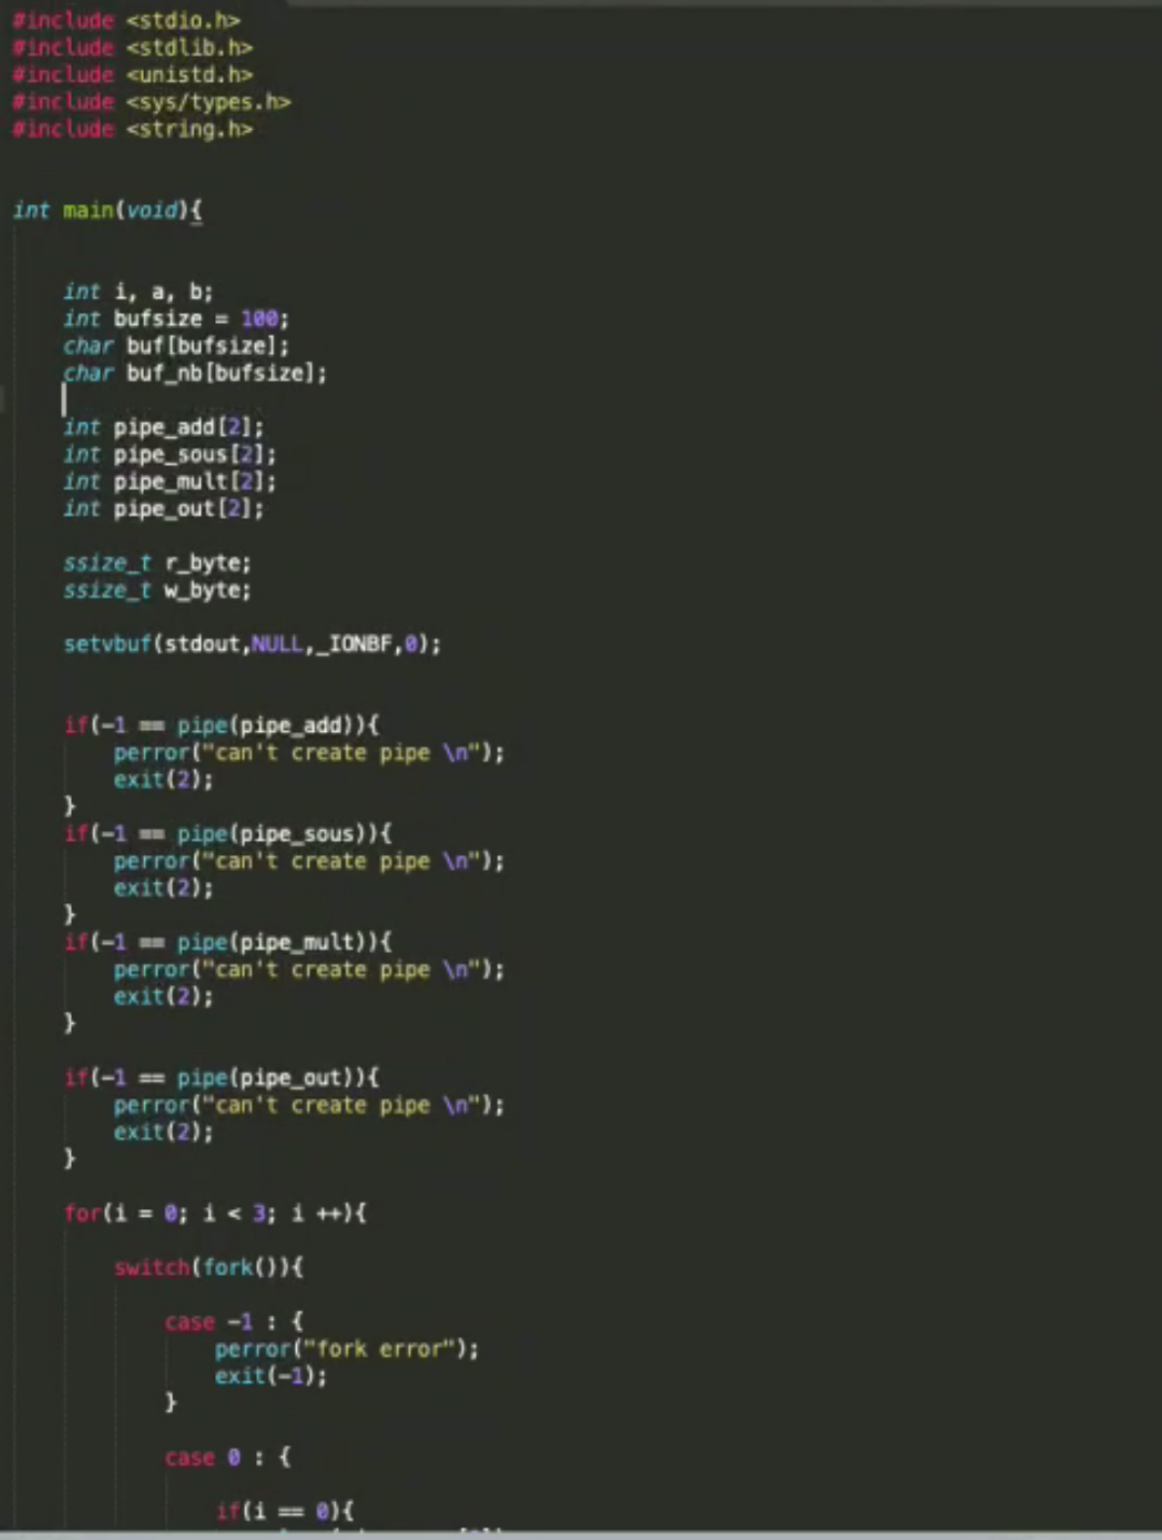 #include <stdio.h>
#include <stdlib.h>
#include <unistd.h>
#include <sys/types.h>
#include <string.h>
int main(void){
int i, a, b;
int bufsize = 100;
char buf[bufsize];
char buf_nb[bufsize];
int pipe_add[2];
int pipe_sous[2];
int pipe_mult[2];
int pipe_out[2];
ssize_t r_byte;
ssize_t w_byte;
setvbuf(stdout,NULL,_IONBF,0);
if(-1 == pipe(pipe_add)){
perror("can't create pipe \n");
exit(2);
}
if(-1 == pipe(pipe_sous)){
perror("can't create pipe \n");
exit(2);
}
if(-1 == pipe(pipe_mult)){
perror("can't create pipe \n");
exit(2);
}
if(-1 == pipe(pipe_out)){
perror("can't create pipe \n");
exit(2);
}
for(i = 0; i < 3; i ++){
switch(fork()){
case -1 : {
perror("fork error");
exit(-1);
}
case 0 : {
if(i == 0){